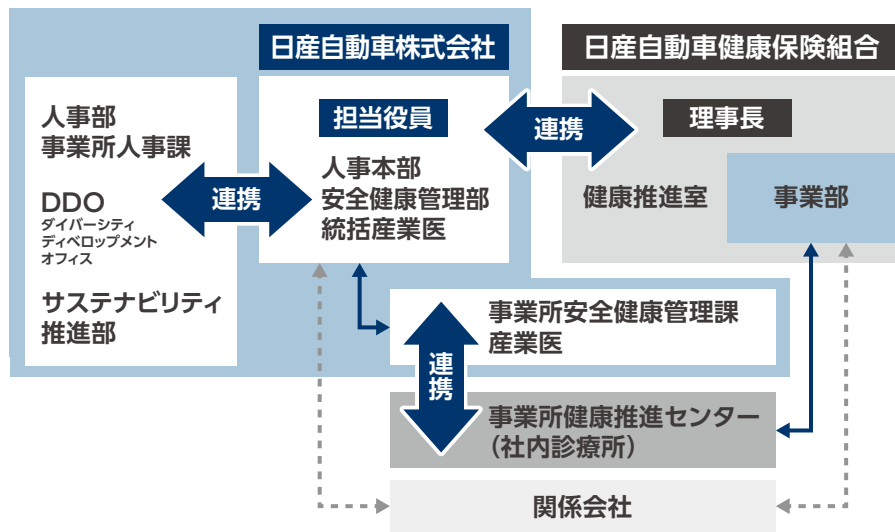 日産自動車株式会社
日産自動車健康保険組合
人事部
事業所人事課
DDO
ダイバーシティ
ディベロップメント
オフィス
サステナビリティ
推進部
連携
担当役員
人事本部
安全健康管理部
統括産業医
連携
理事長
健康推進室
事業部
事業所安全健康管理課
産業医
連携
事業所健康推進センター
（社内診療所）
関係会社